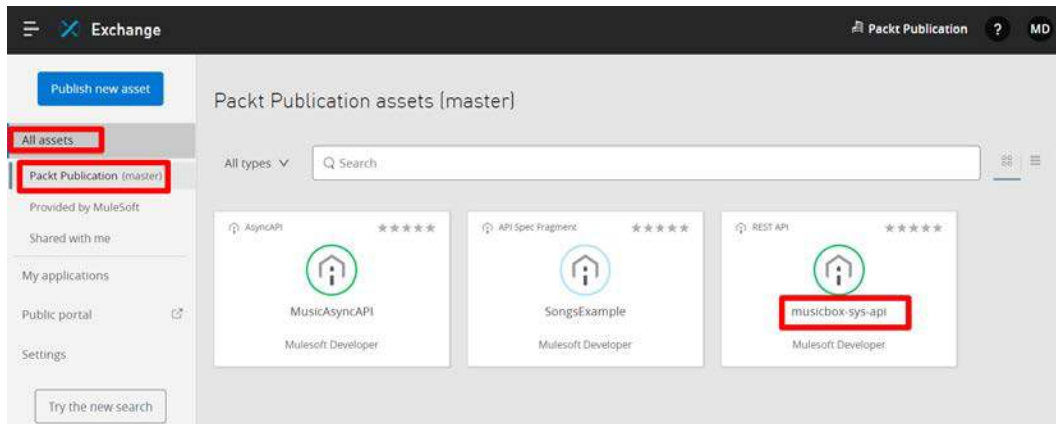 Exchange
Packt Publication
?
MD
Publish new asset
All assets
Packt Publication (master)
Provided by MuleSoft
Shared with me
My applications
Public portal
Settings
Try the new search
Packt Publication assets (master)
All types
Search
AsyncAPI
MusicAsyncAPI
Mulesoft Developer
API Spec Fragment
SongsExample
Mulesoft Developer
REST API
musicbox-sys-api
Mulesoft Developer